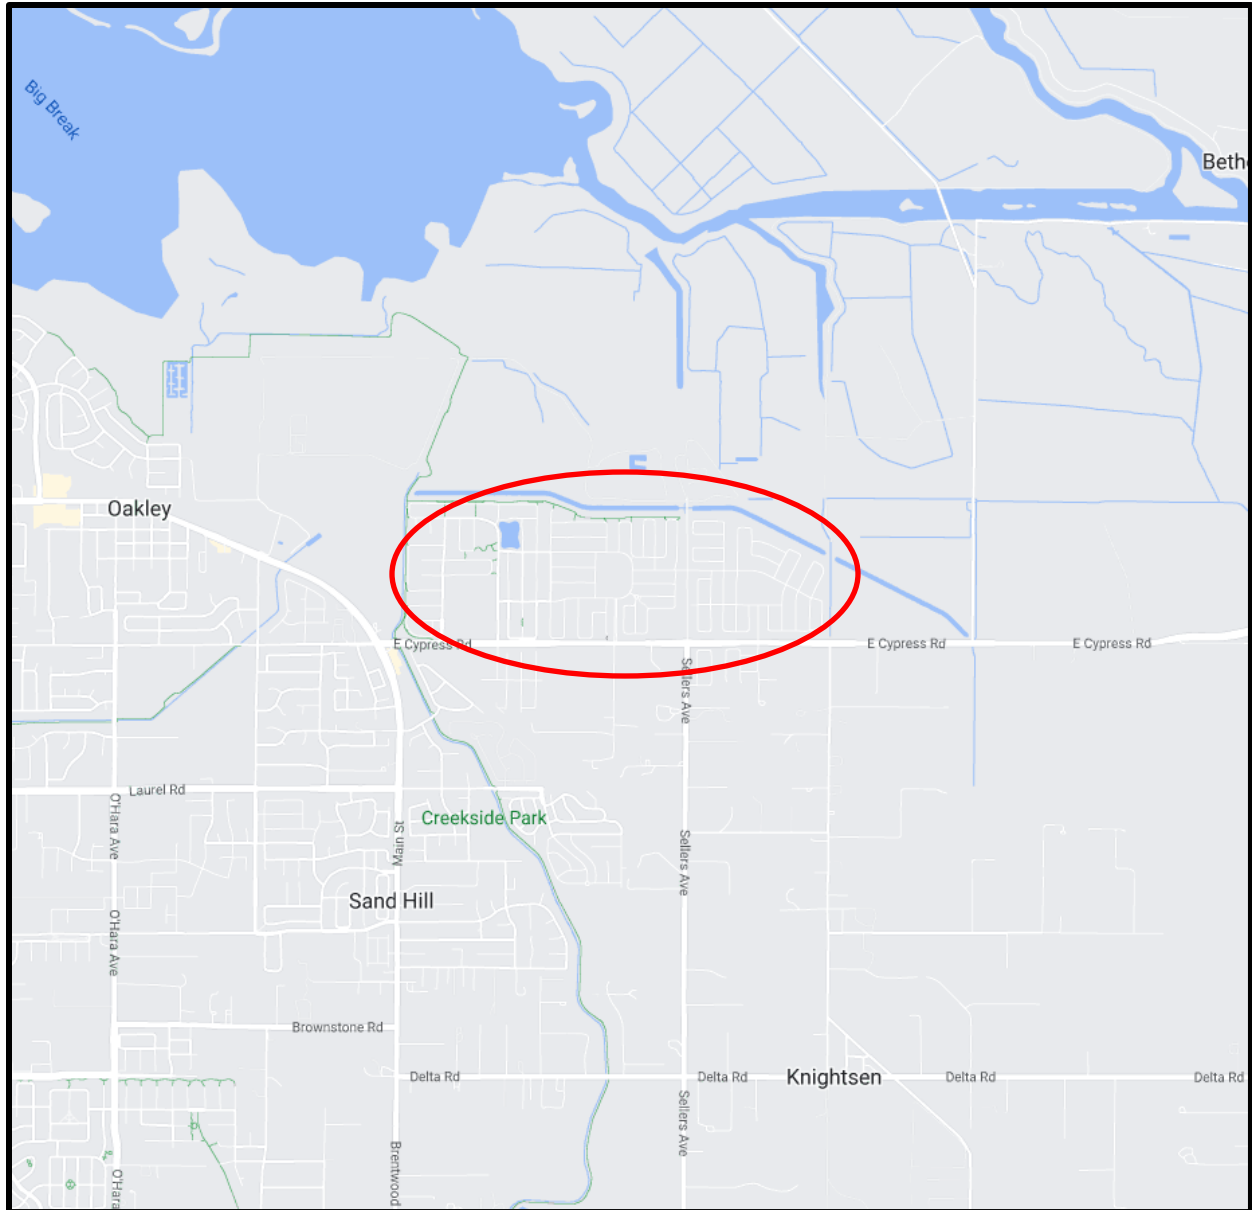 Big Break
Beth
Oakley
E Cypress Rd
E Cypress Rd
E Cypress Rd
Sellers Ave
Laurel Rd
O'Hara Ave
Creekside Park
Main St
Sellers Ave
Sand Hill
O'Hara Ave
Brownstone Rd
Delta Rd
Delta Rd
Knightsen
Delta Rd
Delta Rd
Sellers Ave
Brentwood
O'Hara